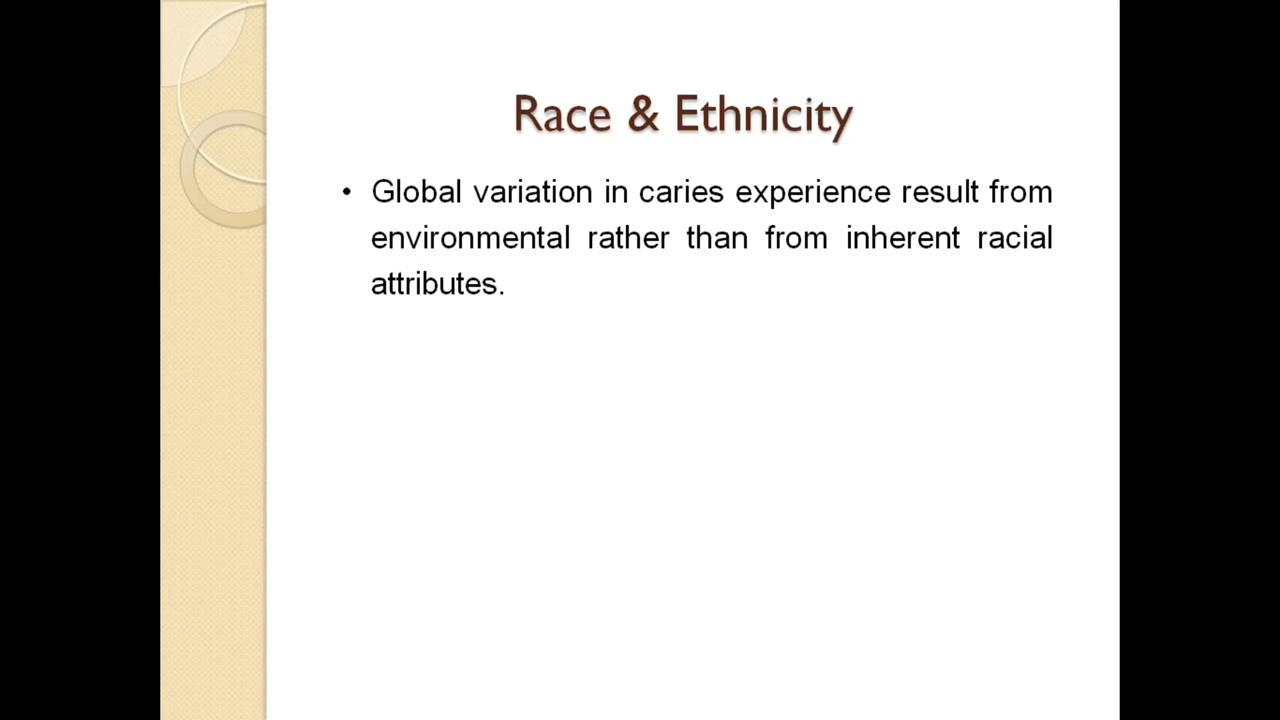 Race & Ethnicity
• Global variation in caries experience result from
environmental rather than from inherent racial
attributes.